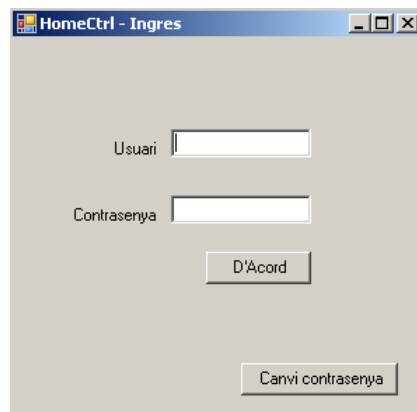 HomeCtrl - Ingres
Usuari
Contrasenya
D'Acord
Canvi contrasenya